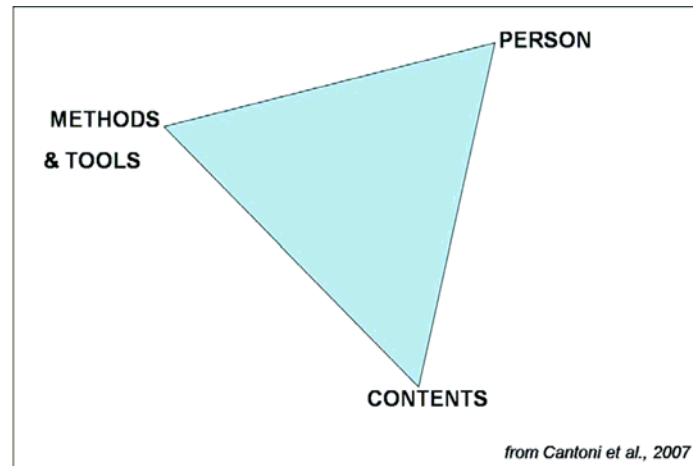 PERSON
METHODS
& TOOLS
CONTENTS
from Cantoni et al., 2007